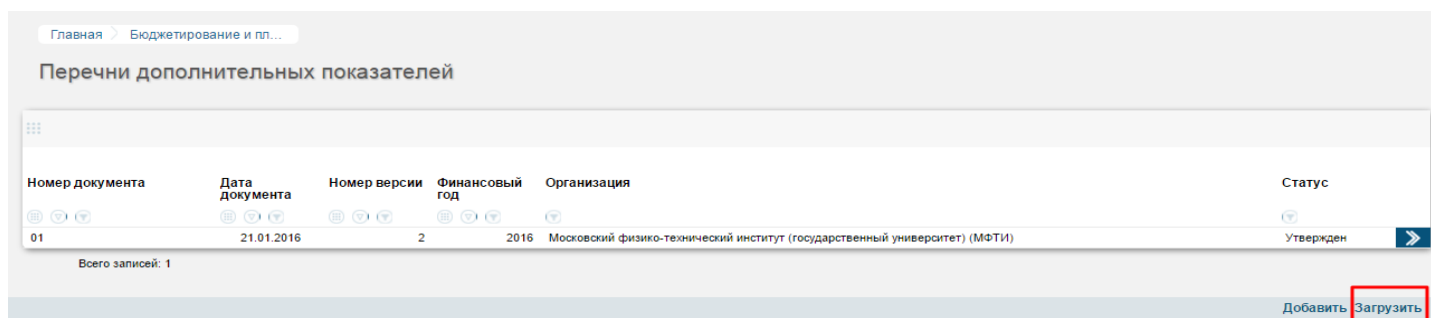 Главная Бюджетирование и пл...
Перечни дополнительных показателей
Номер документа Дата документа Номер версии Финансовый год Организация Статус
01 21.01.2016 2 2016 Московский физико-технический институт (государственный университет) (МФТИ) Утвержден
Всего записей: 1
Добавить Загрузить